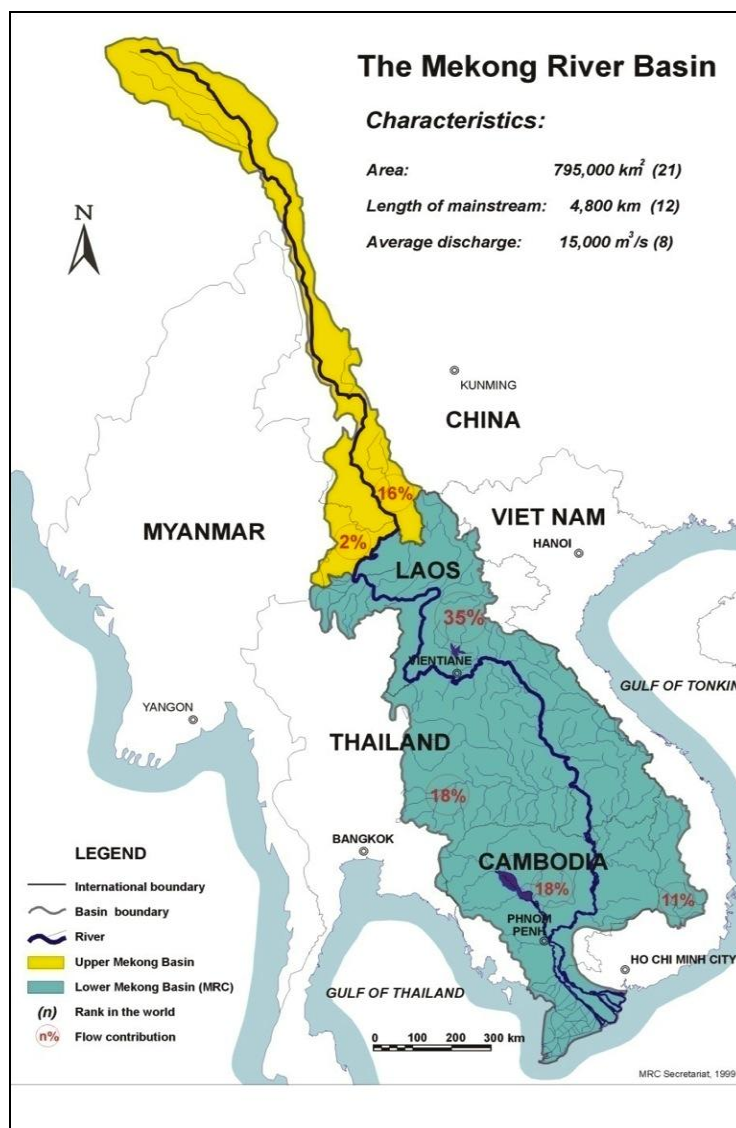 The Mekong River Basin
Characteristics:
Area: 795,000 km² (21)
Length of mainstream: 4,800 km (12)
Average discharge: 15,000 m³/s (8)
N
KUNMING
CHINA
16%
MYANMAR
VIET NAM
2%
HANOI
LAOS
35%
VIENTIANE
GULF OF TONKIN
YANGON
THAILAND
18%
BANGKOK
CAMBODIA
18%
11%
PHNOM
PENH
HO CHI MINH CITY
GULF OF THAILAND
LEGEND
International boundary
Basin boundary
River
Upper Mekong Basin
Lower Mekong Basin (MRC)
(n) Rank in the world
n% Flow contribution
0 100 200 300 km
MRC Secretariat, 1999